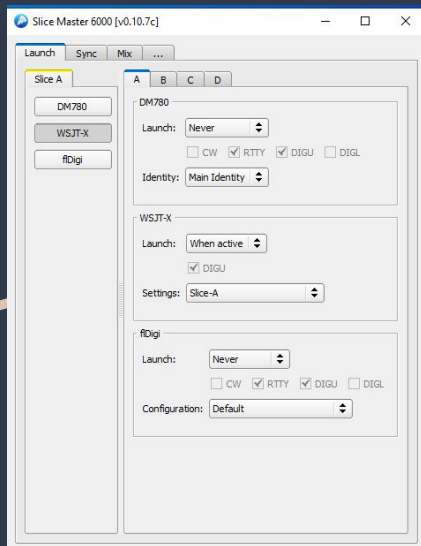 Slice Master 6000 [v0.10.7c]
Launch Sync Mix ...
Slice A
DM780
WSJT-X
flDigi
A B C D
DM780
Launch: Never
CW RTTY DIGU DIGL
Identity: Main Identity
WSJT-X
Launch: When active
DIGU
Settings: Slice-A
flDigi
Launch: Never
CW RTTY DIGU DIGL
Configuration: Default